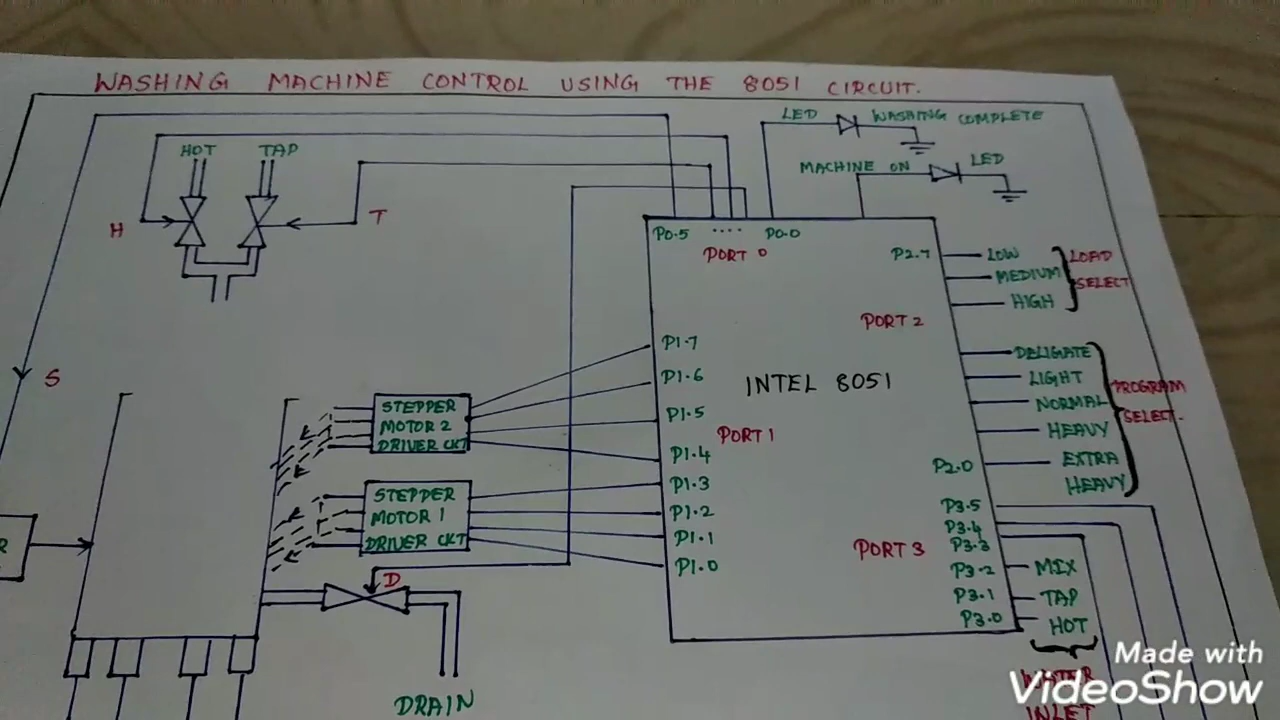 WASHING MACHINE CONTROL USING THE 8051 CIRCUIT.
LED WASHING COMPLETE
MACHINE ON LED
HOT TAP
H T
S
P0.5 .... P0.0
PORT 0
P2.7
LOW
MEDIUM
HIGH
LOAD
SELECT
PORT 2
DELIGATE
LIGHT
NORMAL
HEAVY
EXTRA
HEAVY
PROGRAM
SELECT.
P2.0
INTEL 8051
P1.7
P1.6
P1.5
P1.4
P1.3
P1.2
P1.1
P1.0
PORT 1
STEPPER
MOTOR 2
DRIVER CKT
STEPPER
MOTOR 1
DRIVER CKT
R
D
DRAIN
PORT 3
P3.5
P3.4
P3.3
P3.2
P3.1
P3.0
MIX
TAP
HOT
WATER
INLET
Made with
VideoShow